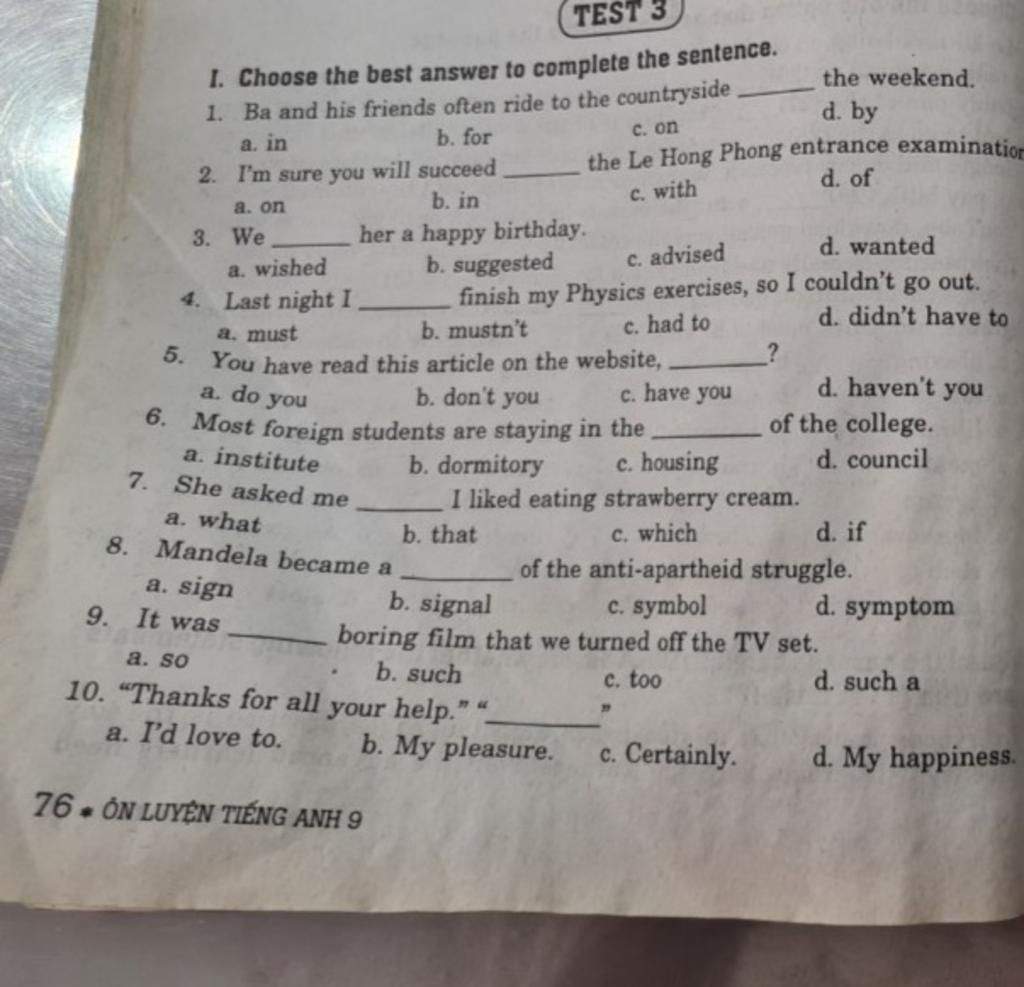 TEST 3
I. Choose the best answer to complete the sentence.
1. Ba and his friends often ride to the countryside ______ the weekend.
a. in b. for c. on d. by
2. I'm sure you will succeed ______ the Le Hong Phong entrance examination
a. on b. in c. with d. of
3. We ______ her a happy birthday.
a. wished b. suggested c. advised d. wanted
4. Last night I ______ finish my Physics exercises, so I couldn't go out.
a. must b. mustn't c. had to d. didn't have to
5. You have read this article on the website, ______?
a. do you b. don't you c. have you d. haven't you
6. Most foreign students are staying in the ______ of the college.
a. institute b. dormitory c. housing d. council
7. She asked me ______ I liked eating strawberry cream.
a. what b. that c. which d. if
8. Mandela became a ______ of the anti-apartheid struggle.
a. sign b. signal c. symbol d. symptom
9. It was ______ boring film that we turned off the TV set.
a. so b. such c. too d. such a
10. "Thanks for all your help." "______"
a. I'd love to. b. My pleasure. c. Certainly. d. My happiness.
76 * ÔN LUYỆN TIẾNG ANH 9